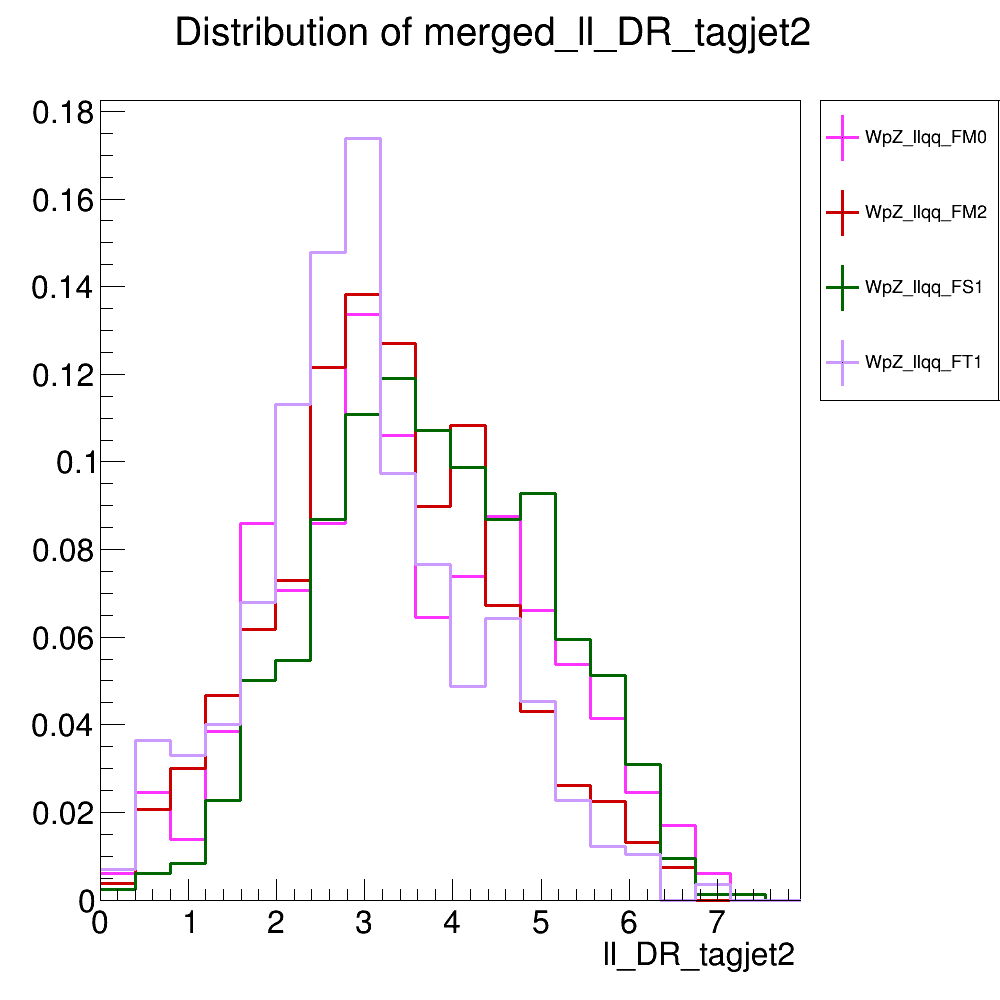 Distribution of merged_ll_DR_tagjet2
0.18
0.16
0.14
0.12
0.1
0.08
0.06
0.04
0.02
0
0 1 2 3 4 5 6 7
ll_DR_tagjet2
WpZ_llqq_FM0
WpZ_llqq_FM2
WpZ_llqq_FS1
WpZ_llqq_FT1